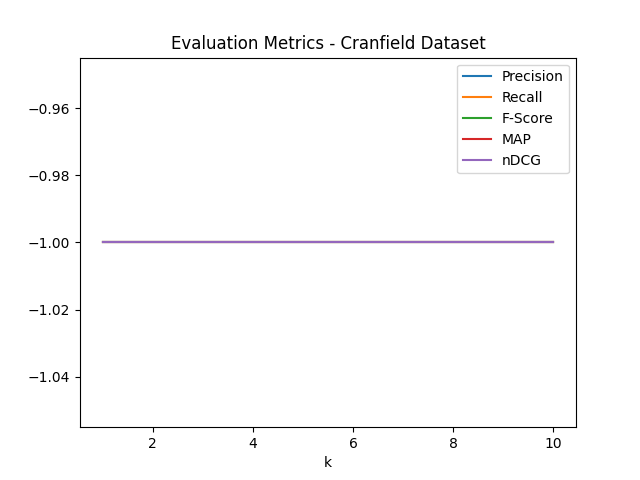 Evaluation Metrics - Cranfield Dataset
Precision
Recall
F-Score
MAP
nDCG
−0.96
−0.98
−1.00
−1.02
−1.04
2
4
6
8
10
k